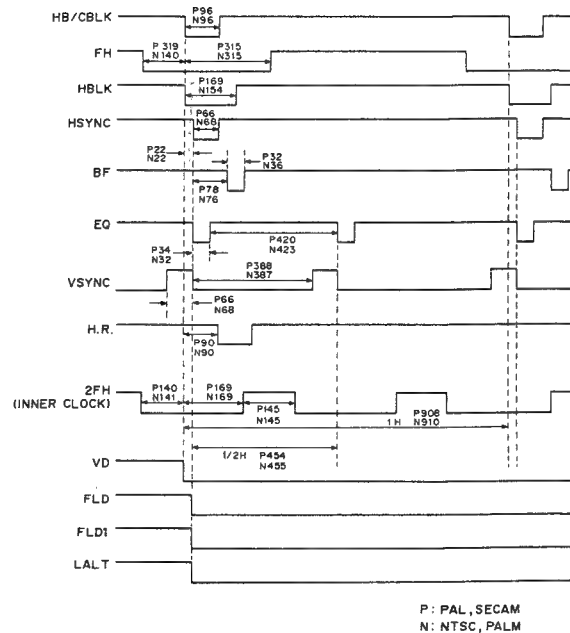 HB/CBLK
P96
N96
FH
P 319
N140
P315
N315
HBLK
P169
N154
HSYNC
P66
N68
P22
N22
BF
P32
N36
P78
N76
EQ
P420
N423
P34
N32
VSYNC
P388
N387
P66
N68
H.R.
P90
N90
2FH
(INNER CLOCK)
P140
N141
P169
N169
P145
N145
1H
P908
N910
1/2H
P454
N455
VD
FLD
FLD1
LALT
P: PAL, SECAM
N: NTSC, PALM